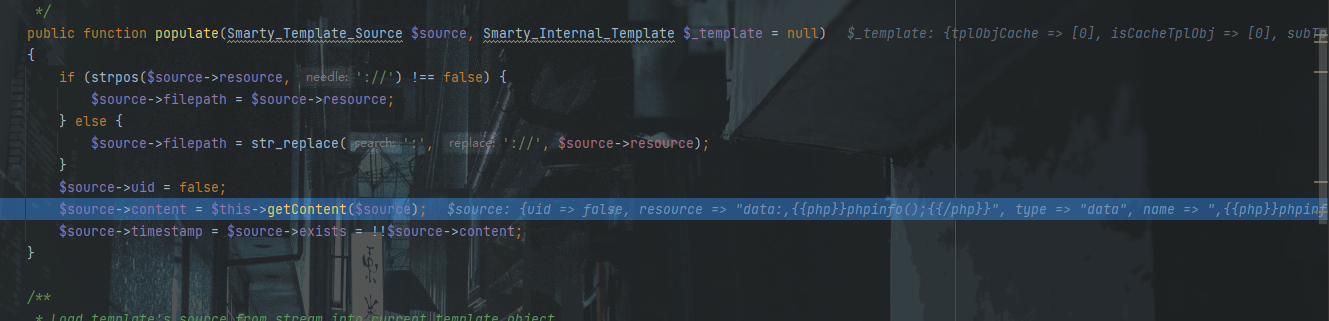 */
public function populate(Smarty_Template_Source $source, Smarty_Internal_Template $_template = null) $_template: {tplObjCache => [0], isCacheTplObj => [0], subTp
{
if (strpos($source->resource, needle: '://') !== false) {
$source->filepath = $source->resource;
} else {
$source->filepath = str_replace( search: ':', replace: '://', $source->resource);
}
$source->uid = false;
$source->content = $this->getContent($source); $source: {uid => false, resource => "data:,{{php}}phpinfo();{{/php}}", type => "data", name => ",{{php}}phpinf
$source->timestamp = $source->exists = !!$source->content;
}
/**
* Load template's source from stream into current template object